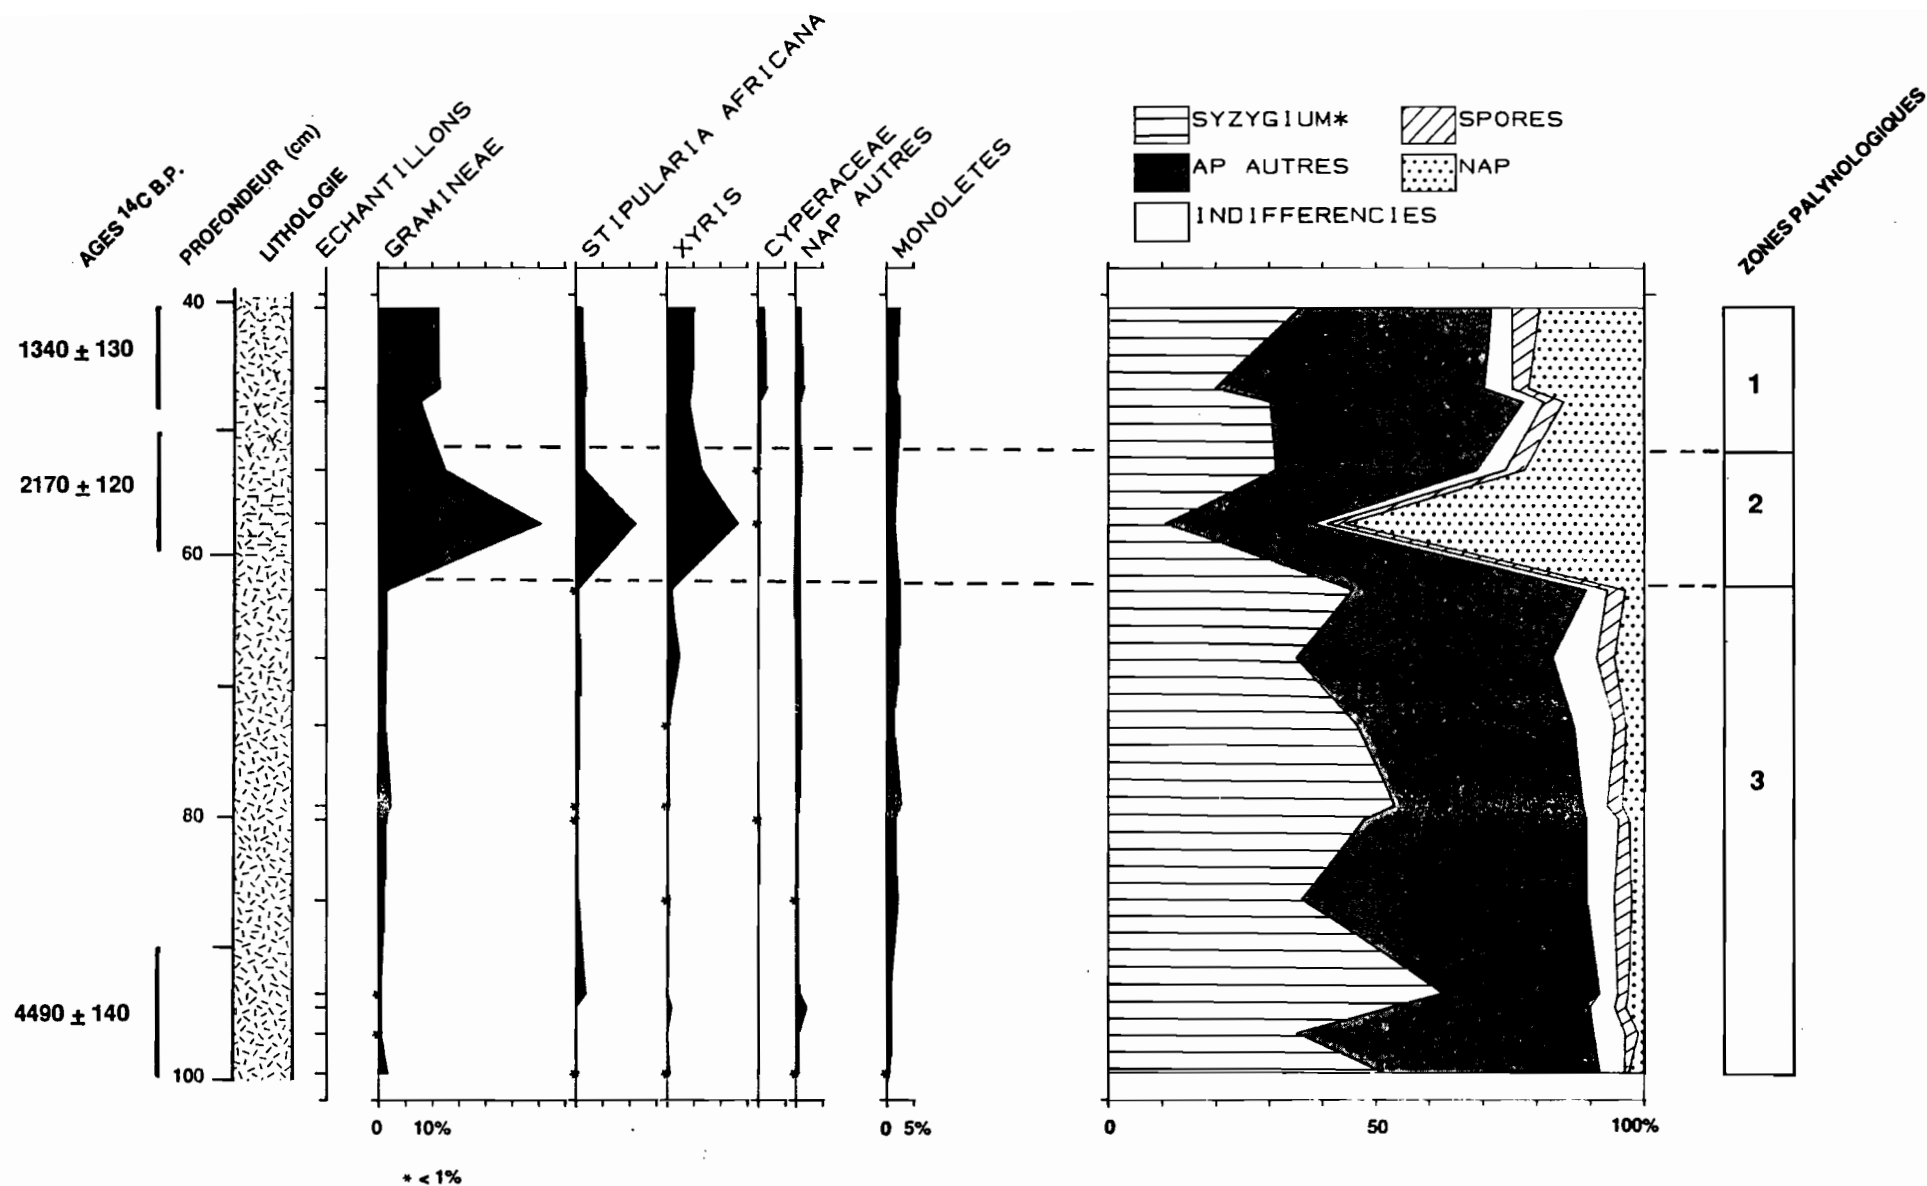 AGES 14C B.P.
PROFONDEUR (cm)
LITHOLOGIE
ECHANTILLONS
GRAMINEAE
STIPULARIA AFRICANA
XYRIS
CYPERACEAE
NAP AUTRES
MONOLETES
SYZYGIUM*
SPORES
AP AUTRES
NAP
INDIFFERENCIES
ZONES PALYNOLOGIQUES
40
1340 ± 130
1
2170 ± 120
2
60
3
80
4490 ± 140
100
0 10%
0 5%
0 50 100%
* < 1%